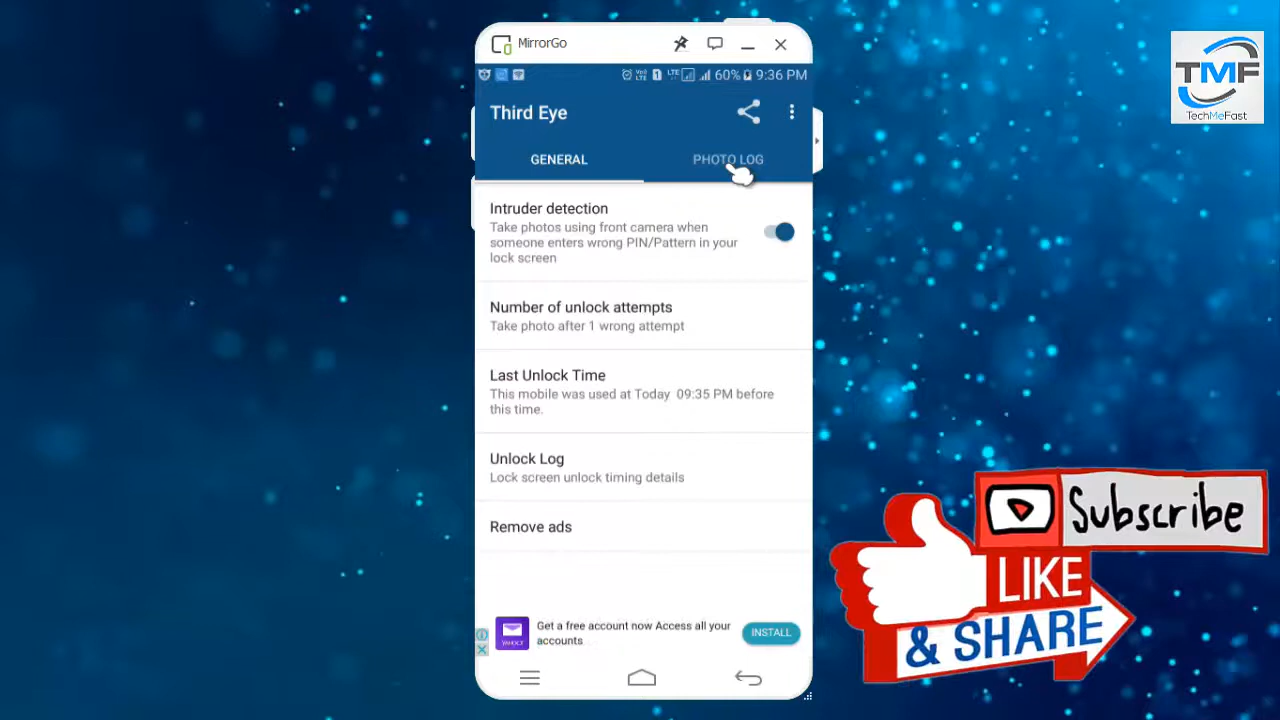 MirrorGo
60% 9:36 PM
Third Eye
GENERAL
PHOTO LOG
Intruder detection
Take photos using front camera when
someone enters wrong PIN/Pattern in your
lock screen
Number of unlock attempts
Take photo after 1 wrong attempt
Last Unlock Time
This mobile was used at Today 09:35 PM before
this time.
Unlock Log
Lock screen unlock timing details
Remove ads
Get a free account now Access all your
accounts
INSTALL
TMF
TechMeFast
Subscribe
LIKE
& SHARE